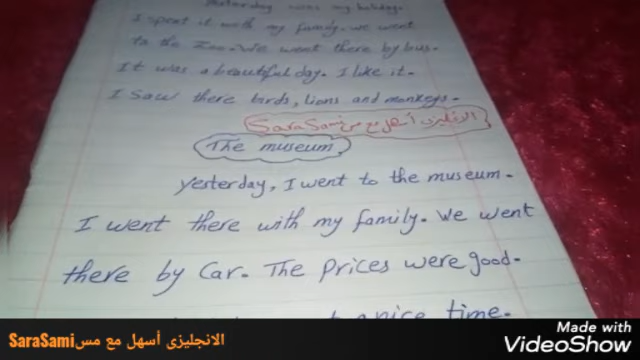 Yesterday was my holiday.
I spent it with my family. We went
to the Zoo. We went there by bus.
It was a beautiful day. I like it.
I saw there birds, lions and monkeys.
الانجليزى أسهل مع مس SaraSami
The museum
Yesterday, I went to the museum.
I went there with my family. We went
there by Car. The prices were good.
a nice time.
الانجليزى أسهل مع مس SaraSami
Made with
VideoShow